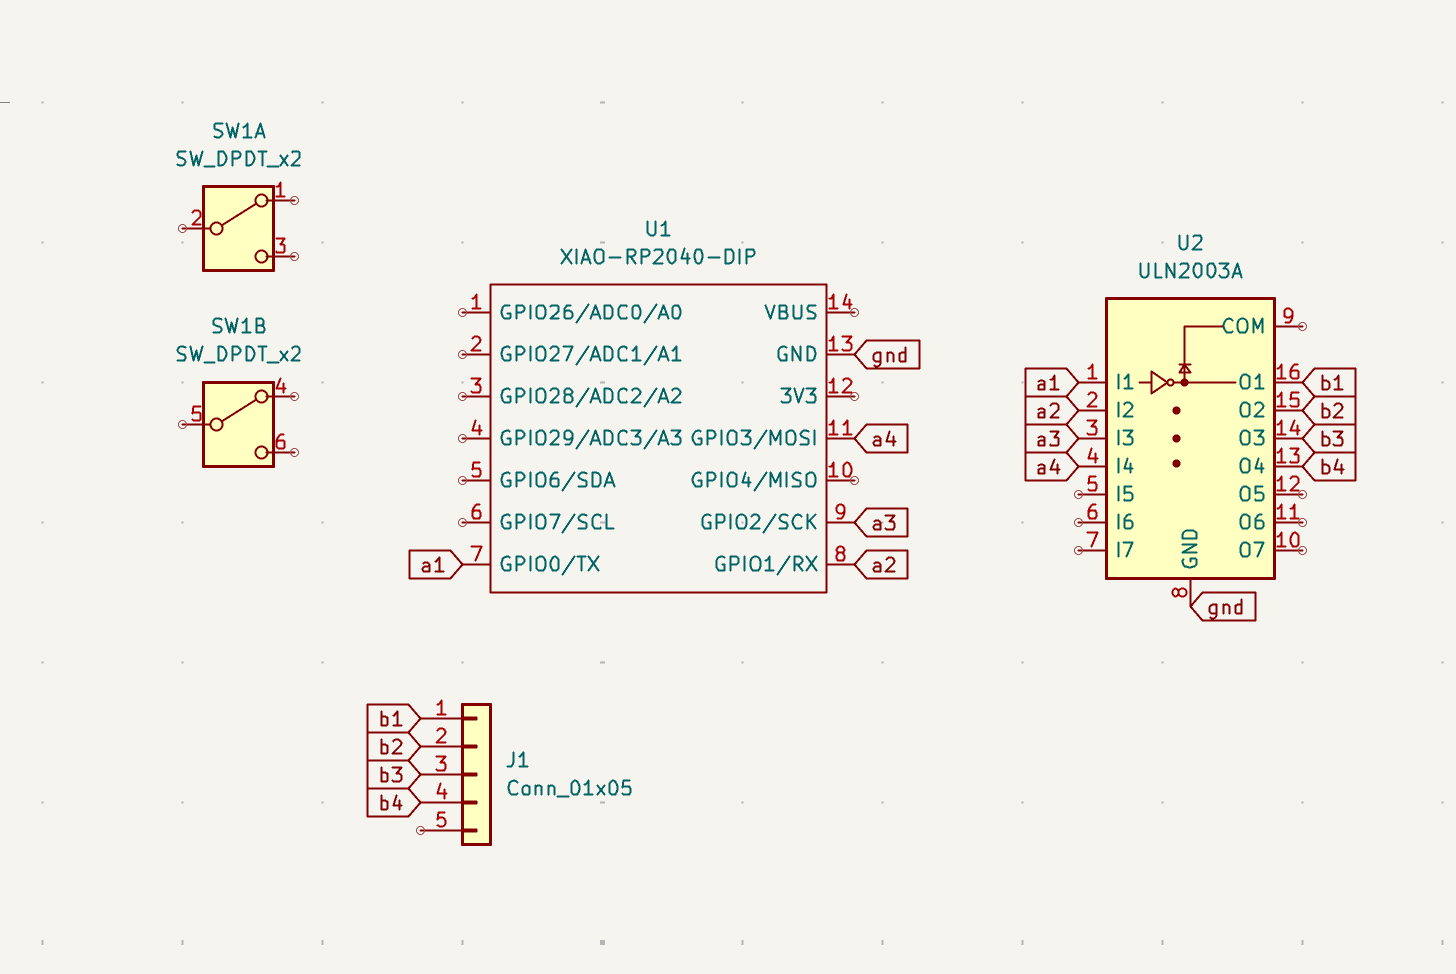 SW1A
SW_DPDT_x2
2
1
3
SW1B
SW_DPDT_x2
5
4
6
U1
XIAO-RP2040-DIP
1 GPIO26/ADC0/A0 VBUS 14
2 GPIO27/ADC1/A1 GND 13 gnd
3 GPIO28/ADC2/A2 3V3 12
4 GPIO29/ADC3/A3 GPIO3/MOSI 11 a4
5 GPIO6/SDA GPIO4/MISO 10
6 GPIO7/SCL GPIO2/SCK 9 a3
a1 7 GPIO0/TX GPIO1/RX 8 a2
U2
ULN2003A
COM 9
a1 1 I1 O1 16 b1
a2 2 I2 O2 15 b2
a3 3 I3 O3 14 b3
a4 4 I4 O4 13 b4
5 I5 O5 12
6 I6 O6 11
7 I7 O7 10
GND
8 gnd
b1 1
b2 2
b3 3
b4 4
5
J1
Conn_01x05